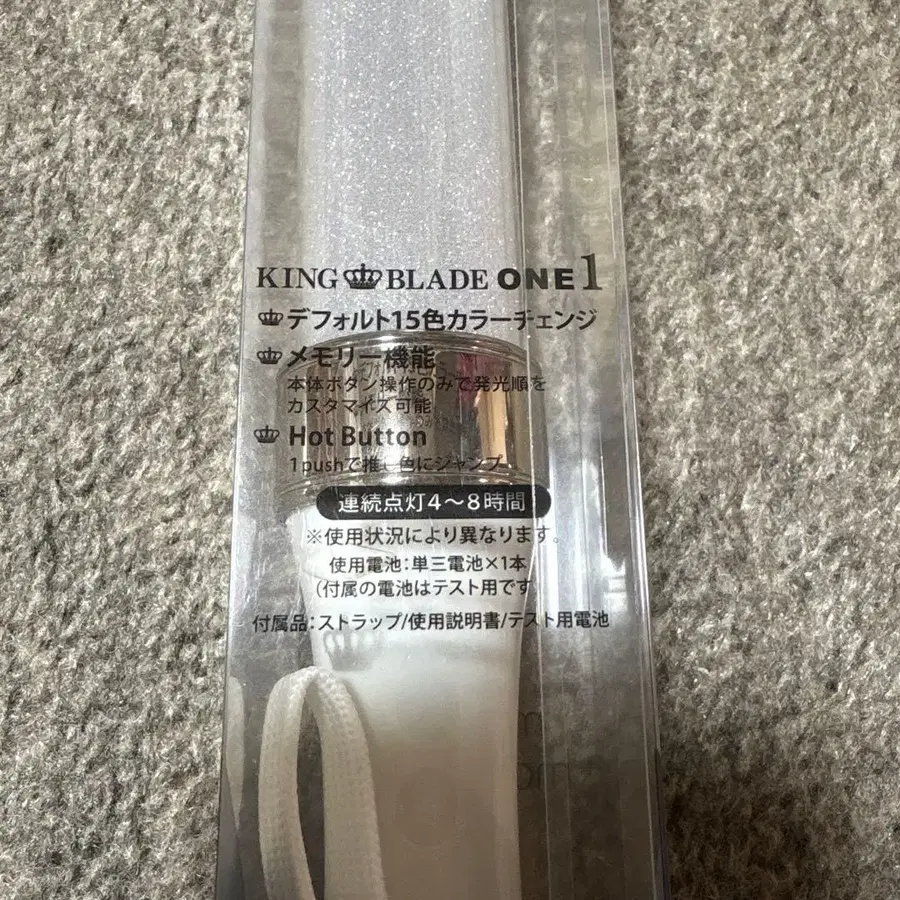 KING BLADE ONE1
デフォルト15色カラーチェンジ
メモリー機能
本体ボタン操作のみで発光順を
カスタマイズ可能
Hot Button
1pushで推し色にジャンプ
連続点灯4～8時間
※使用状況により異なります。
使用電池：単三電池×1本
（付属の電池はテスト用です
付属品：ストラップ/使用説明書/テスト用電池